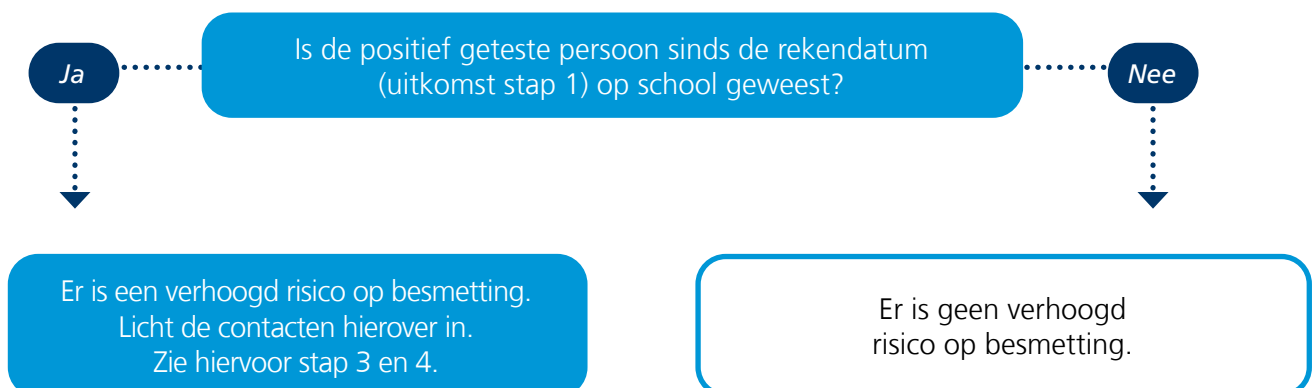 Is de positief geteste persoon sinds de rekendatum
(uitkomst stap 1) op school geweest?
Ja
Nee
Er is een verhoogd risico op besmetting.
Licht de contacten hierover in.
Zie hiervoor stap 3 en 4.
Er is geen verhoogd
risico op besmetting.